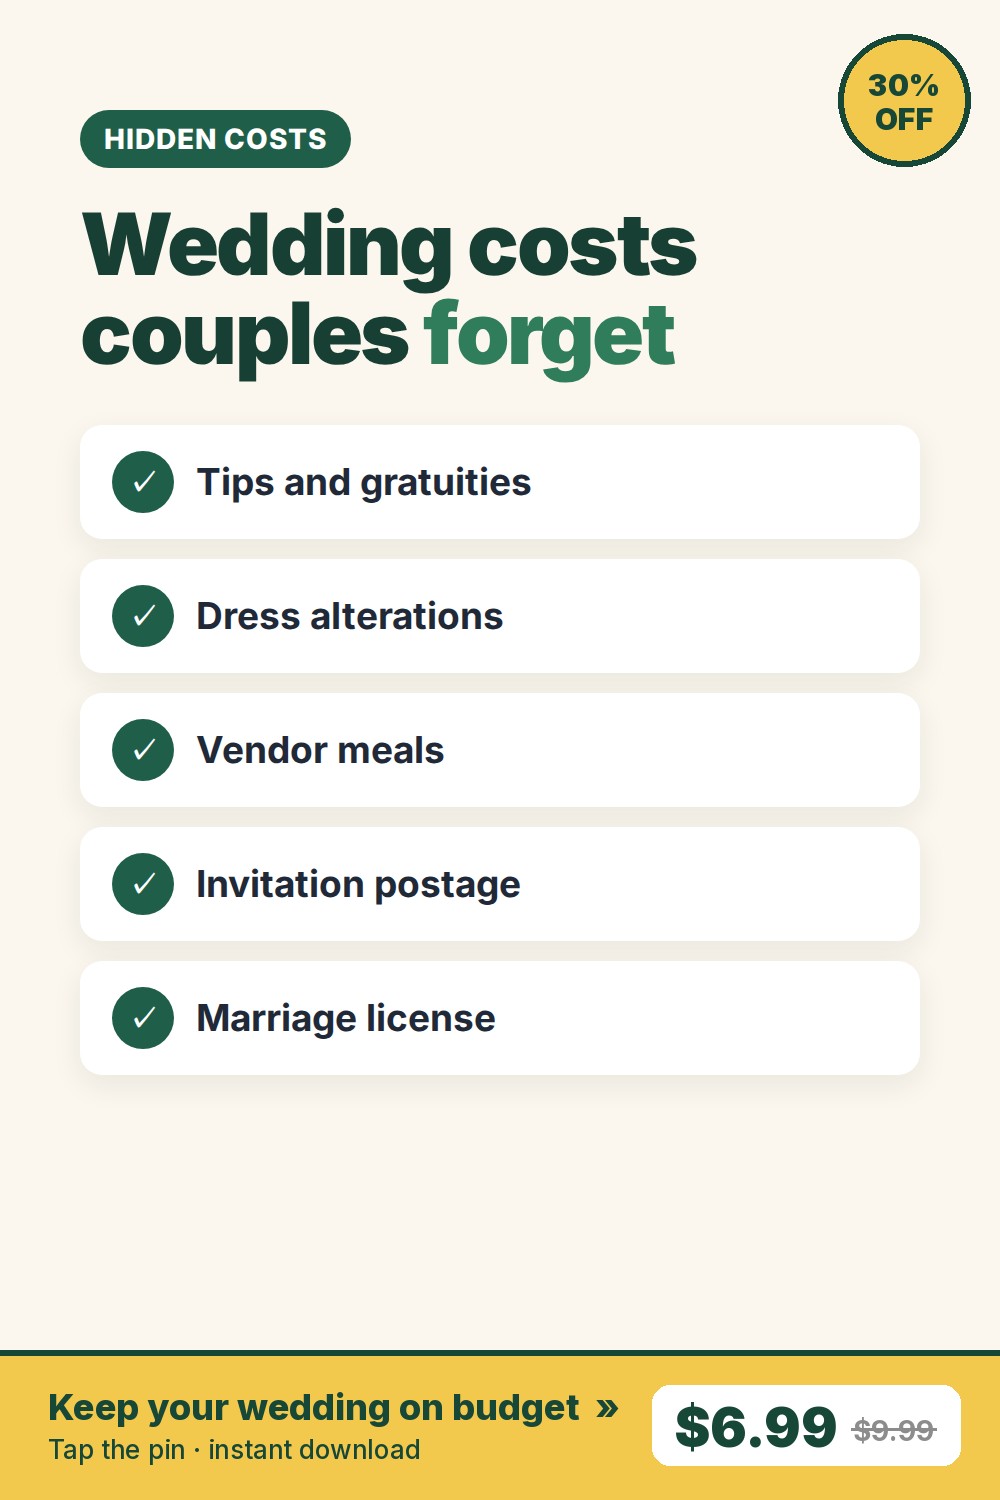 30%
OFF
HIDDEN COSTS
Wedding costs
couples forget
✓ Tips and gratuities
✓ Dress alterations
✓ Vendor meals
✓ Invitation postage
✓ Marriage license
Keep your wedding on budget »
Tap the pin · instant download
$6.99 $9.99